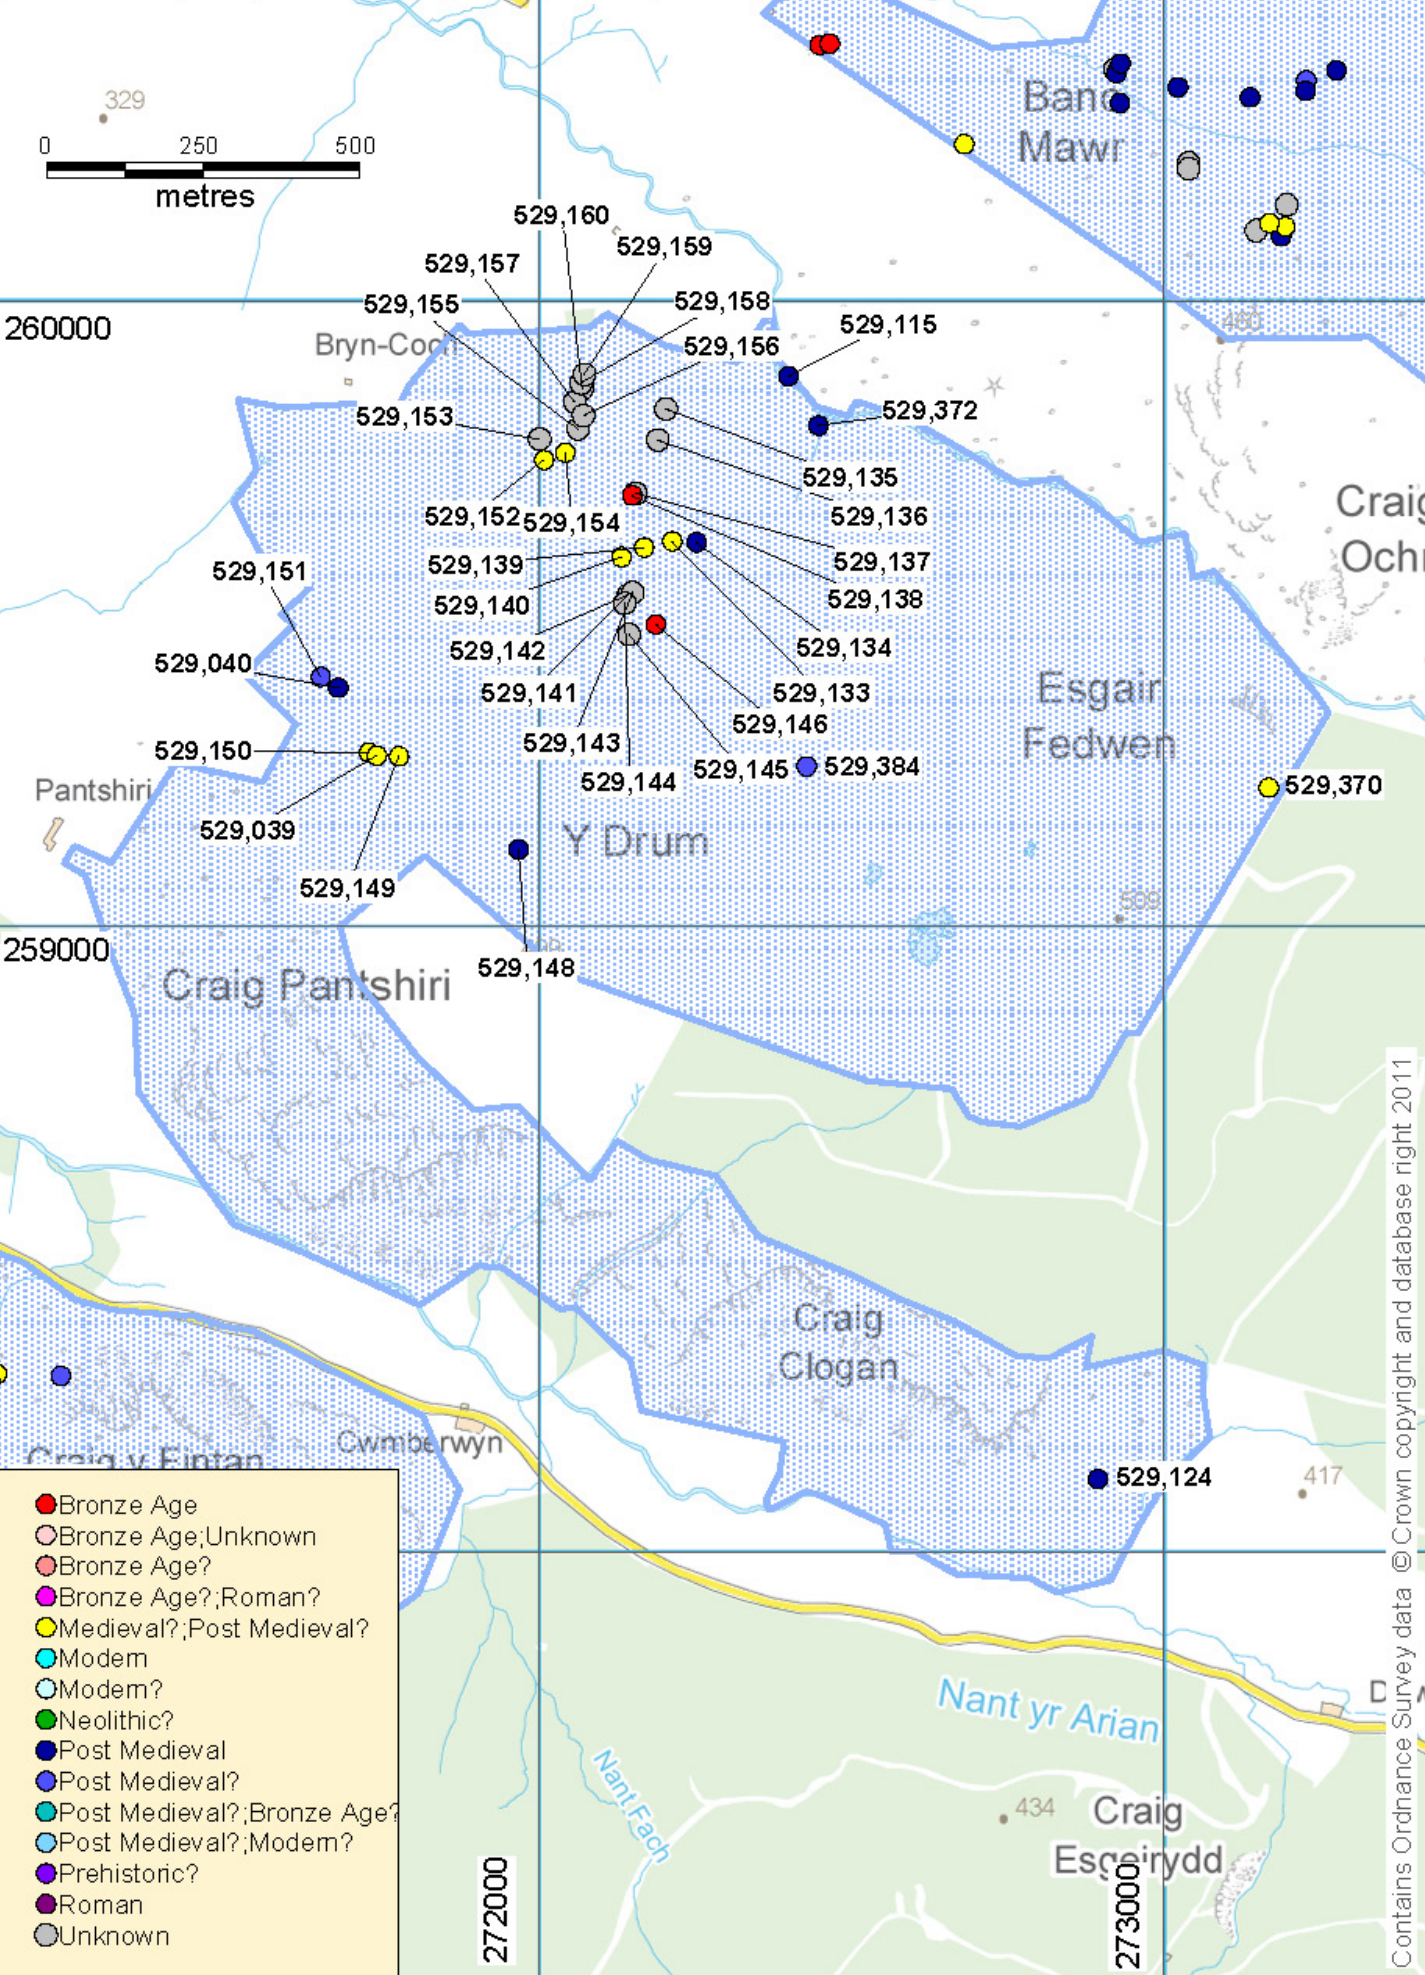 329
0 250 500
metres
Banc
Mawr
529,160
529,159
529,157
529,155
529,158
529,156
529,115
260000
460
Bryn-Coch
529,153
529,372
529,135
529,152
529,154
529,136
529,137
529,139
529,138
529,140
529,151
529,134
529,142
529,040
529,133
529,141
529,146
529,143
529,145
529,144
529,384
529,150
Esgair
Fedwen
529,370
Pantshiri
529,039
Y Drum
529,149
529,148
509
259000
Craig Pantshiri
Craig
Clogan
Craig y Fintan
Cwmberwyn
529,124
417
Bronze Age
Bronze Age;Unknown
Bronze Age?
Bronze Age?;Roman?
Medieval?;Post Medieval?
Modern
Modern?
Neolithic?
Post Medieval
Post Medieval?
Post Medieval?;Bronze Age?
Post Medieval?;Modern?
Prehistoric?
Roman
Unknown
Nant yr Arian
Nant Fach
434
Craig
Esgeirydd
272000
273000
Contains Ordnance Survey data © Crown copyright and database right 2011